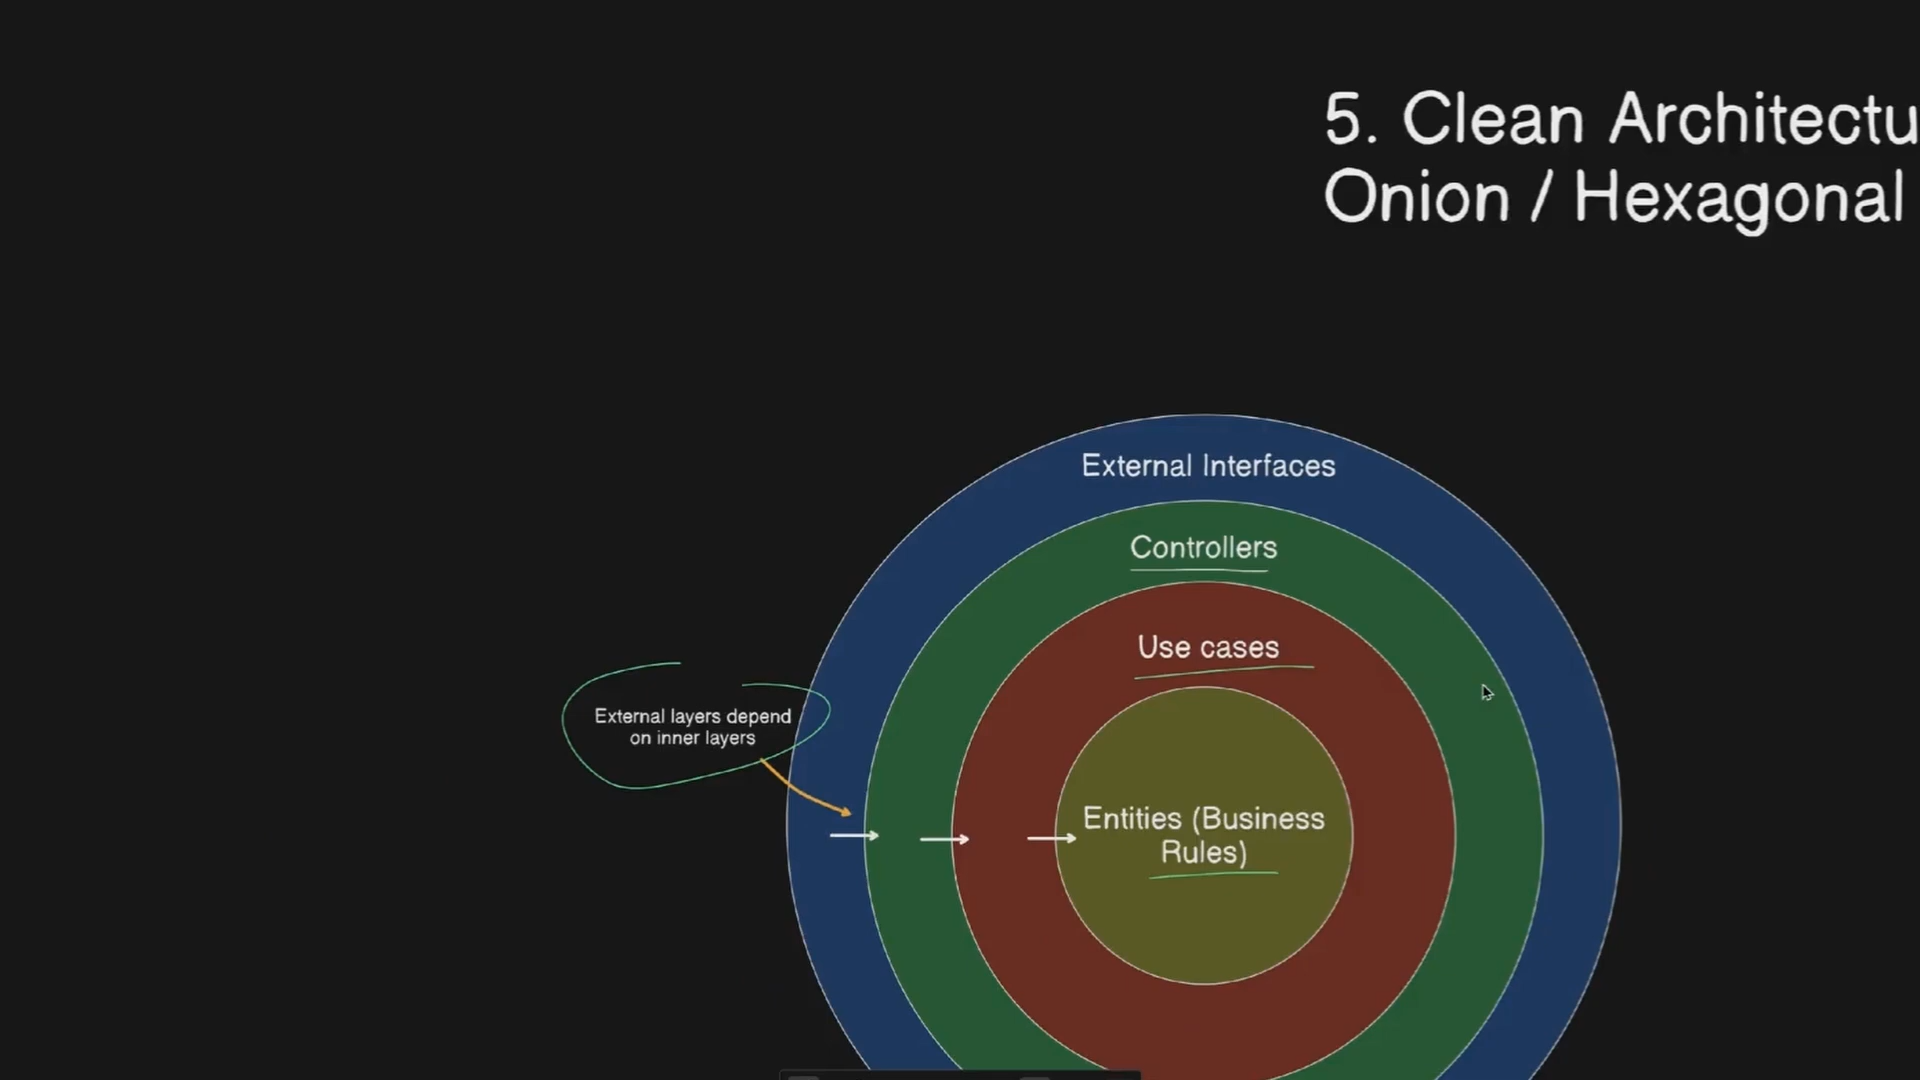 5. Clean Architectu
Onion / Hexagonal
External Interfaces
Controllers
Use cases
External layers depend
on inner layers
Entities (Business
Rules)